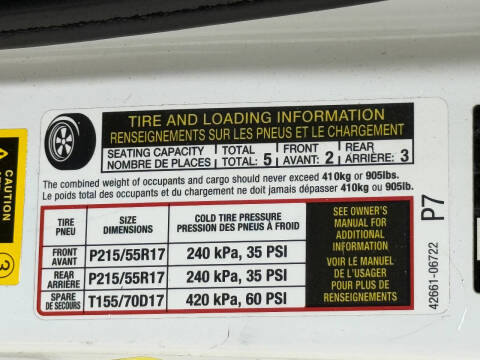 TIRE AND LOADING INFORMATION
RENSEIGNEMENTS SUR LES PNEUS ET LE CHARGEMENT
SEATING CAPACITY TOTAL FRONT REAR
NOMBRE DE PLACES TOTAL: 5 AVANT: 2 ARRIÈRE: 3
The combined weight of occupants and cargo should never exceed 410kg or 905lbs.
Le poids total des occupants et du chargement ne doit jamais dépasser 410kg ou 905lb.
TIRE SIZE COLD TIRE PRESSURE
PNEU DIMENSIONS PRESSION DES PNEUS À FROID
FRONT
AVANT P215/55R17 240 kPa, 35 PSI
REAR
ARRIÈRE P215/55R17 240 kPa, 35 PSI
SPARE
DE SECOURS T155/70D17 420 kPa, 60 PSI
SEE OWNER'S
MANUAL FOR
ADDITIONAL
INFORMATION
VOIR LE MANUEL
DE L'USAGER
POUR PLUS DE
RENSEIGNEMENTS
P7
42661-06722
CAUTION
3